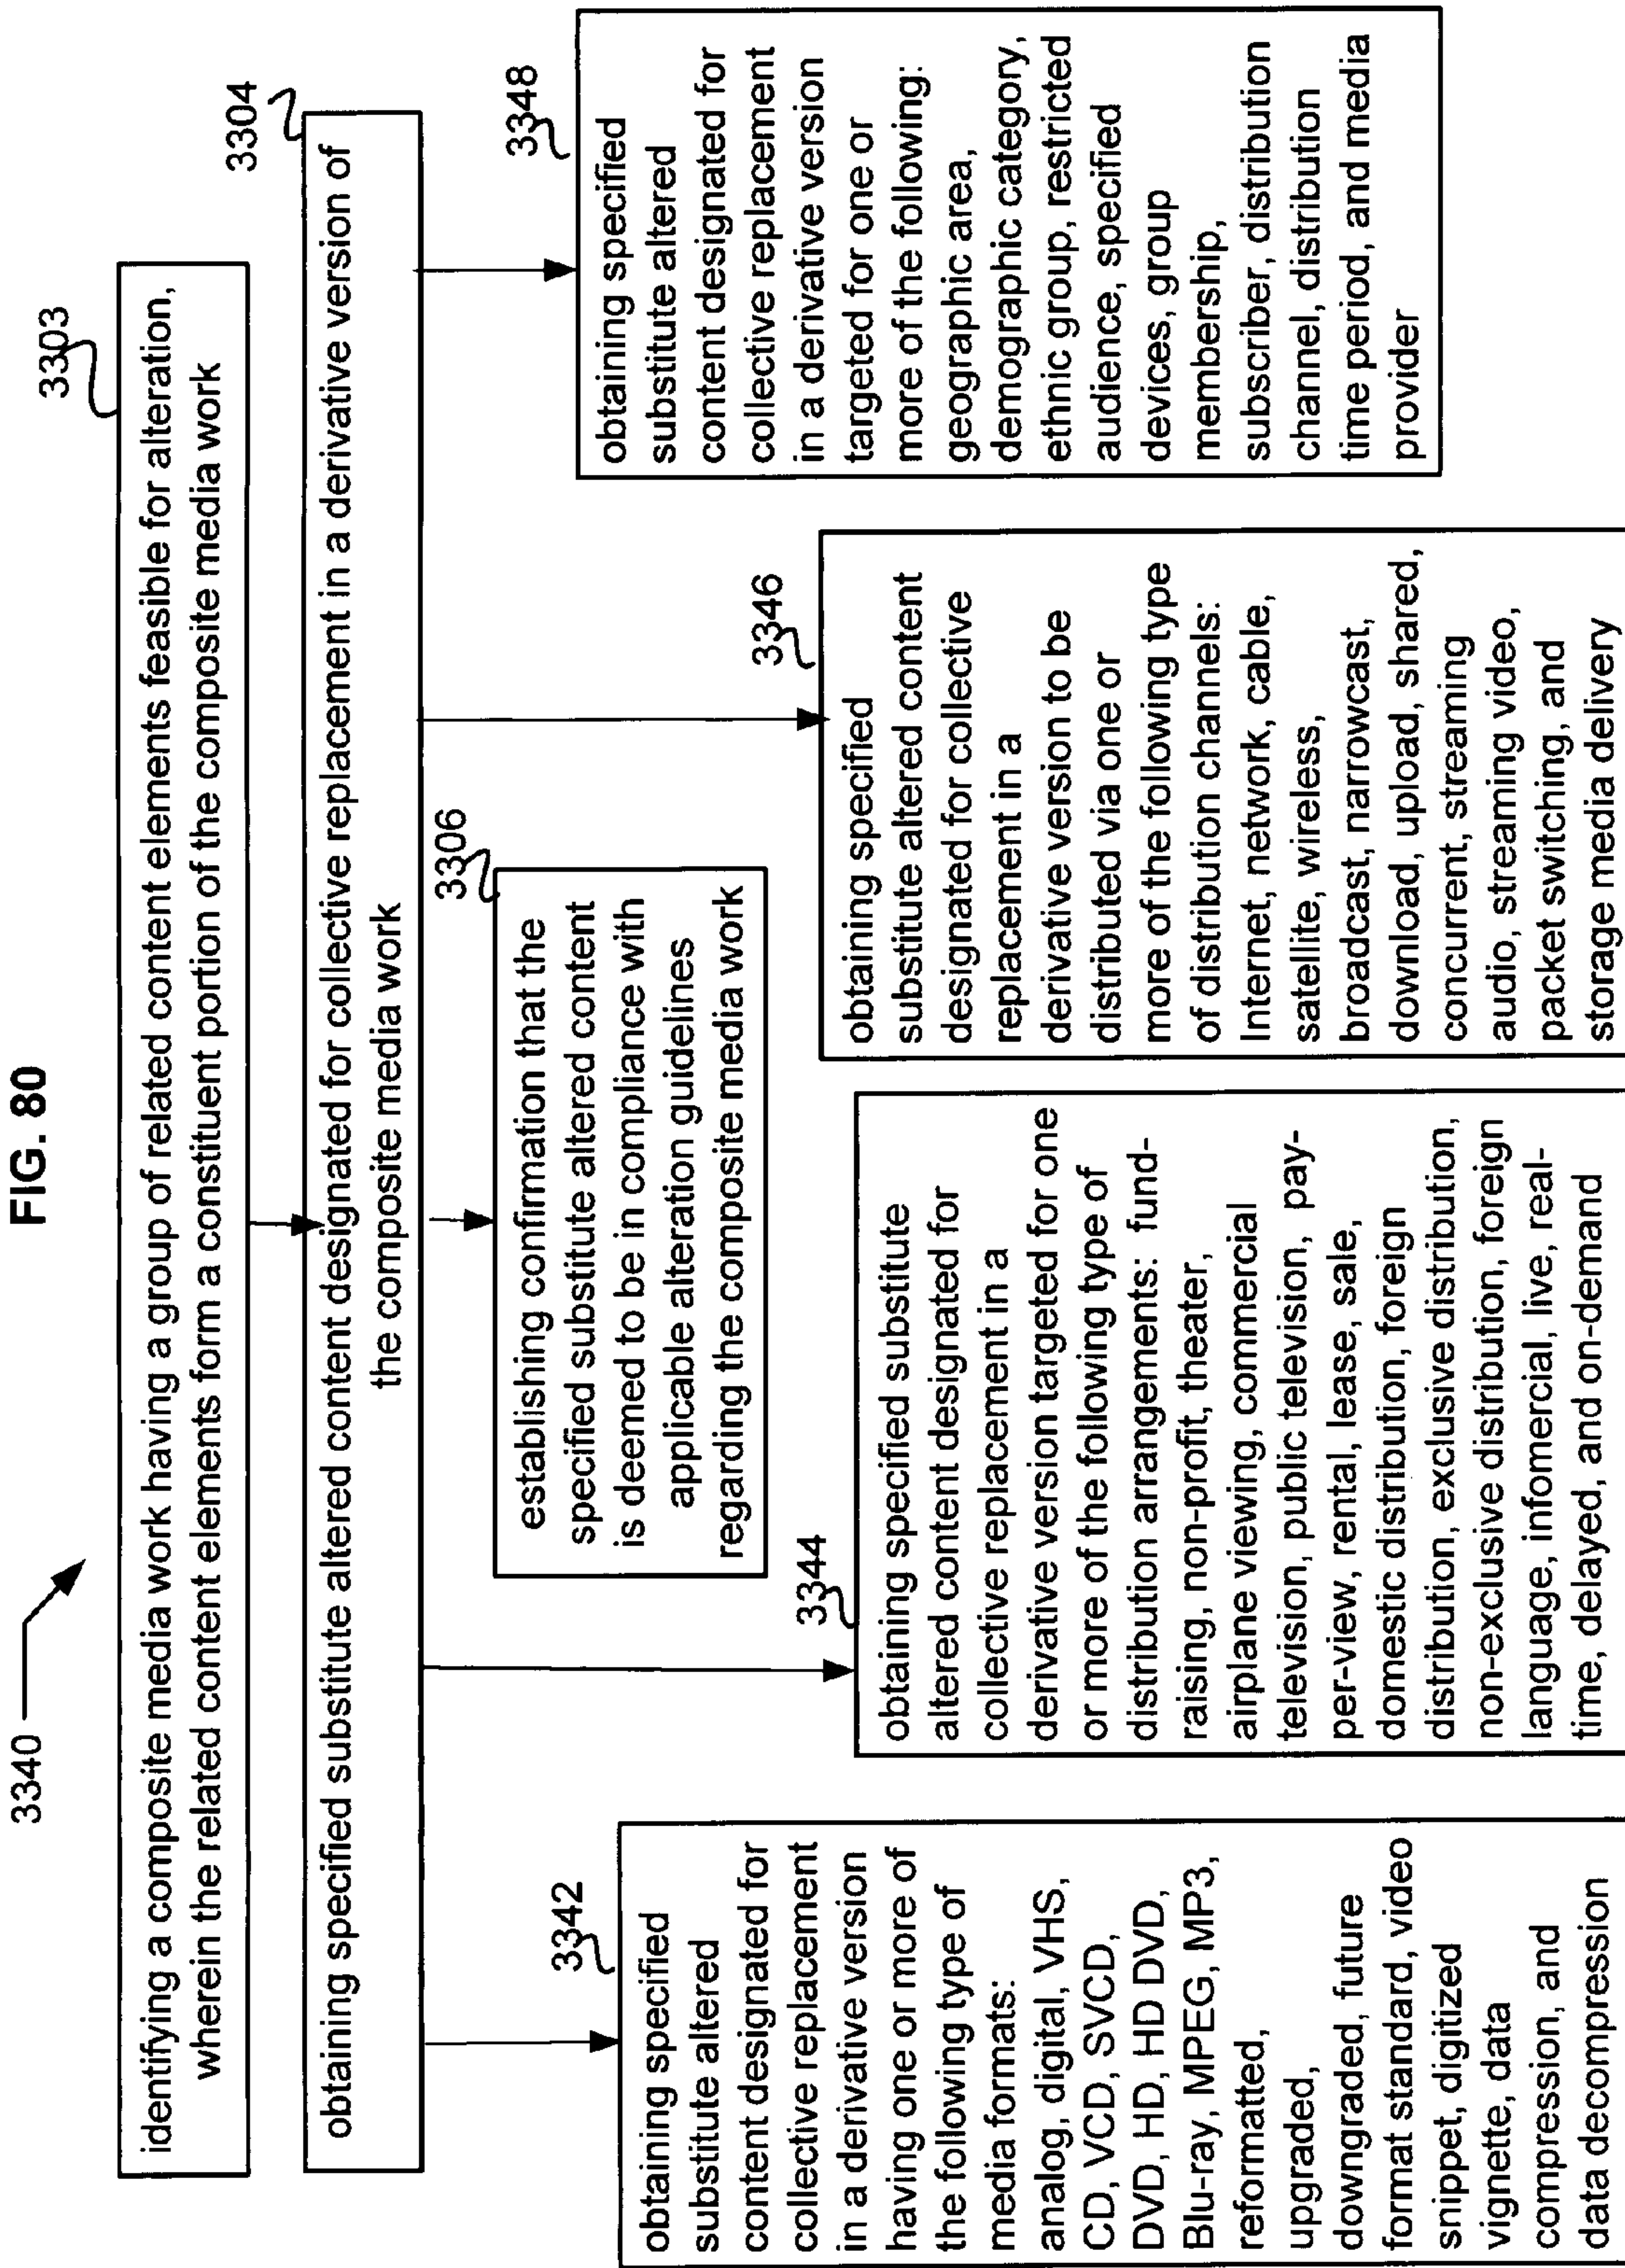 FIG. 80
3340
3303
identifying a composite media work having a group of related content elements feasible for alteration,
wherein the related content elements form a constituent portion of the composite media work
3304
obtaining specified substitute altered content designated for collective replacement in a derivative version of
the composite media work
3306
establishing confirmation that the
specified substitute altered content
is deemed to be in compliance with
applicable alteration guidelines
regarding the composite media work
3342
obtaining specified
substitute altered
content designated for
collective replacement
in a derivative version
having one or more of
the following type of
media formats:
analog, digital, VHS,
CD, VCD, SVCD,
DVD, HD, HD DVD,
Blu-ray, MPEG, MP3,
reformatted,
upgraded,
downgraded, future
format standard, video
snippet, digitized
vignette, data
compression, and
data decompression
3344
obtaining specified substitute
altered content designated for
collective replacement in a
derivative version targeted for one
or more of the following type of
distribution arrangements: fund-
raising, non-profit, theater,
airplane viewing, commercial
television, public television, pay-
per-view, rental, lease, sale,
domestic distribution, foreign
distribution, exclusive distribution,
non-exclusive distribution, foreign
language, infomercial, live, real-
time, delayed, and on-demand
3346
obtaining specified
substitute altered content
designated for collective
replacement in a
derivative version to be
distributed via one or
more of the following type
of distribution channels:
Internet, network, cable,
satellite, wireless,
broadcast, narrowcast,
download, upload, shared,
concurrent, streaming
audio, streaming video,
packet switching, and
storage media delivery
3348
obtaining specified
substitute altered
content designated for
collective replacement
in a derivative version
targeted for one or
more of the following:
geographic area,
demographic category,
ethnic group, restricted
audience, specified
devices, group
membership,
subscriber, distribution
channel, distribution
time period, and media
provider